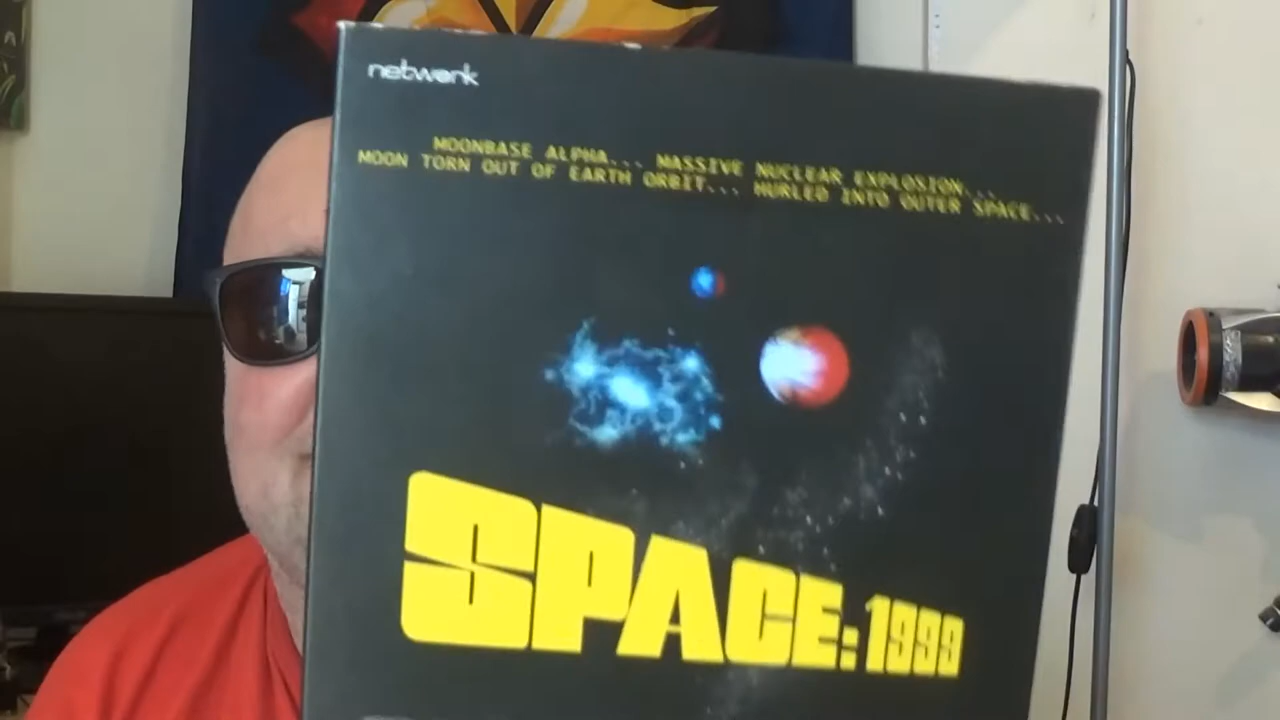 network
MOONBASE ALPHA... MASSIVE NUCLEAR EXPLOSION...
MOON TORN OUT OF EARTH ORBIT... HURLED INTO OUTER SPACE...
SPACE:1999